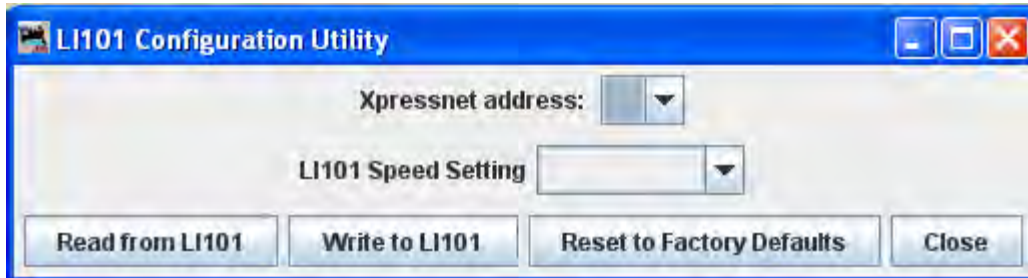 LI101 Configuration Utility
Xpressnet address:
LI101 Speed Setting
Read from LI101 Write to LI101 Reset to Factory Defaults Close